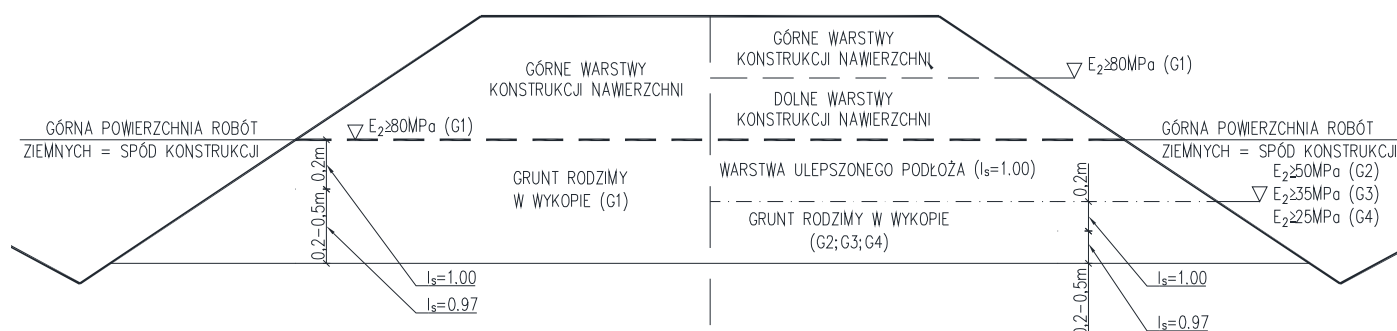 GÓRNE WARSTWY
KONSTRUKCJI NAWIERZCHNI
GÓRNE WARSTWY
KONSTRUKCJI NAWIERZCHNI
E₂≥80MPa (G1)
DOLNE WARSTWY
KONSTRUKCJI NAWIERZCHNI
GÓRNA POWIERZCHNIA ROBÓT
ZIEMNYCH = SPÓD KONSTRUKCJI
E₂≥80MPa (G1)
GÓRNA POWIERZCHNIA ROBÓT
ZIEMNYCH = SPÓD KONSTRUKCJI
0,2m
0,2-0,5m
GRUNT RODZIMY
W WYKOPIE (G1)
WARSTWA ULEPSZONEGO PODŁOŻA (Iₛ=1.00)
E₂≥50MPa (G2)
E₂≥35MPa (G3)
E₂≥25MPa (G4)
GRUNT RODZIMY W WYKOPIE
(G2;G3;G4)
0,2m
0,2-0,5m
Iₛ=1.00
Iₛ=0.97
Iₛ=1.00
Iₛ=0.97